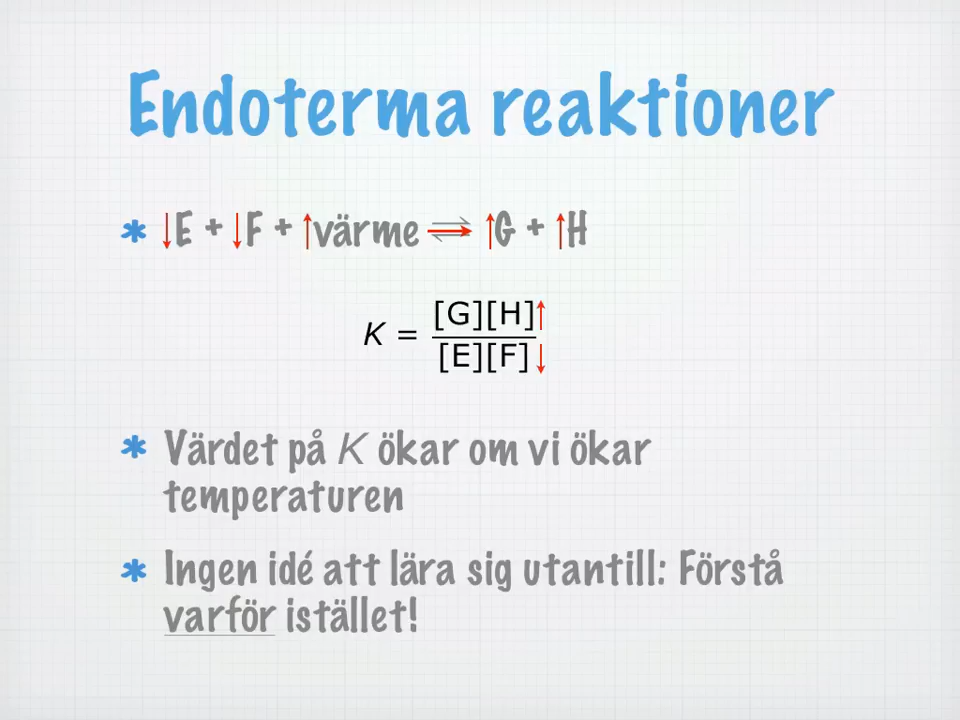 Endoterma reaktioner
* ↓E + ↓F + ↑värme ⇌ ↑G + ↑H
K = [G][H]↑
[E][F]↓
* Värdet på K ökar om vi ökar
temperaturen
* Ingen idé att lära sig utantill: Förstå
varför istället!